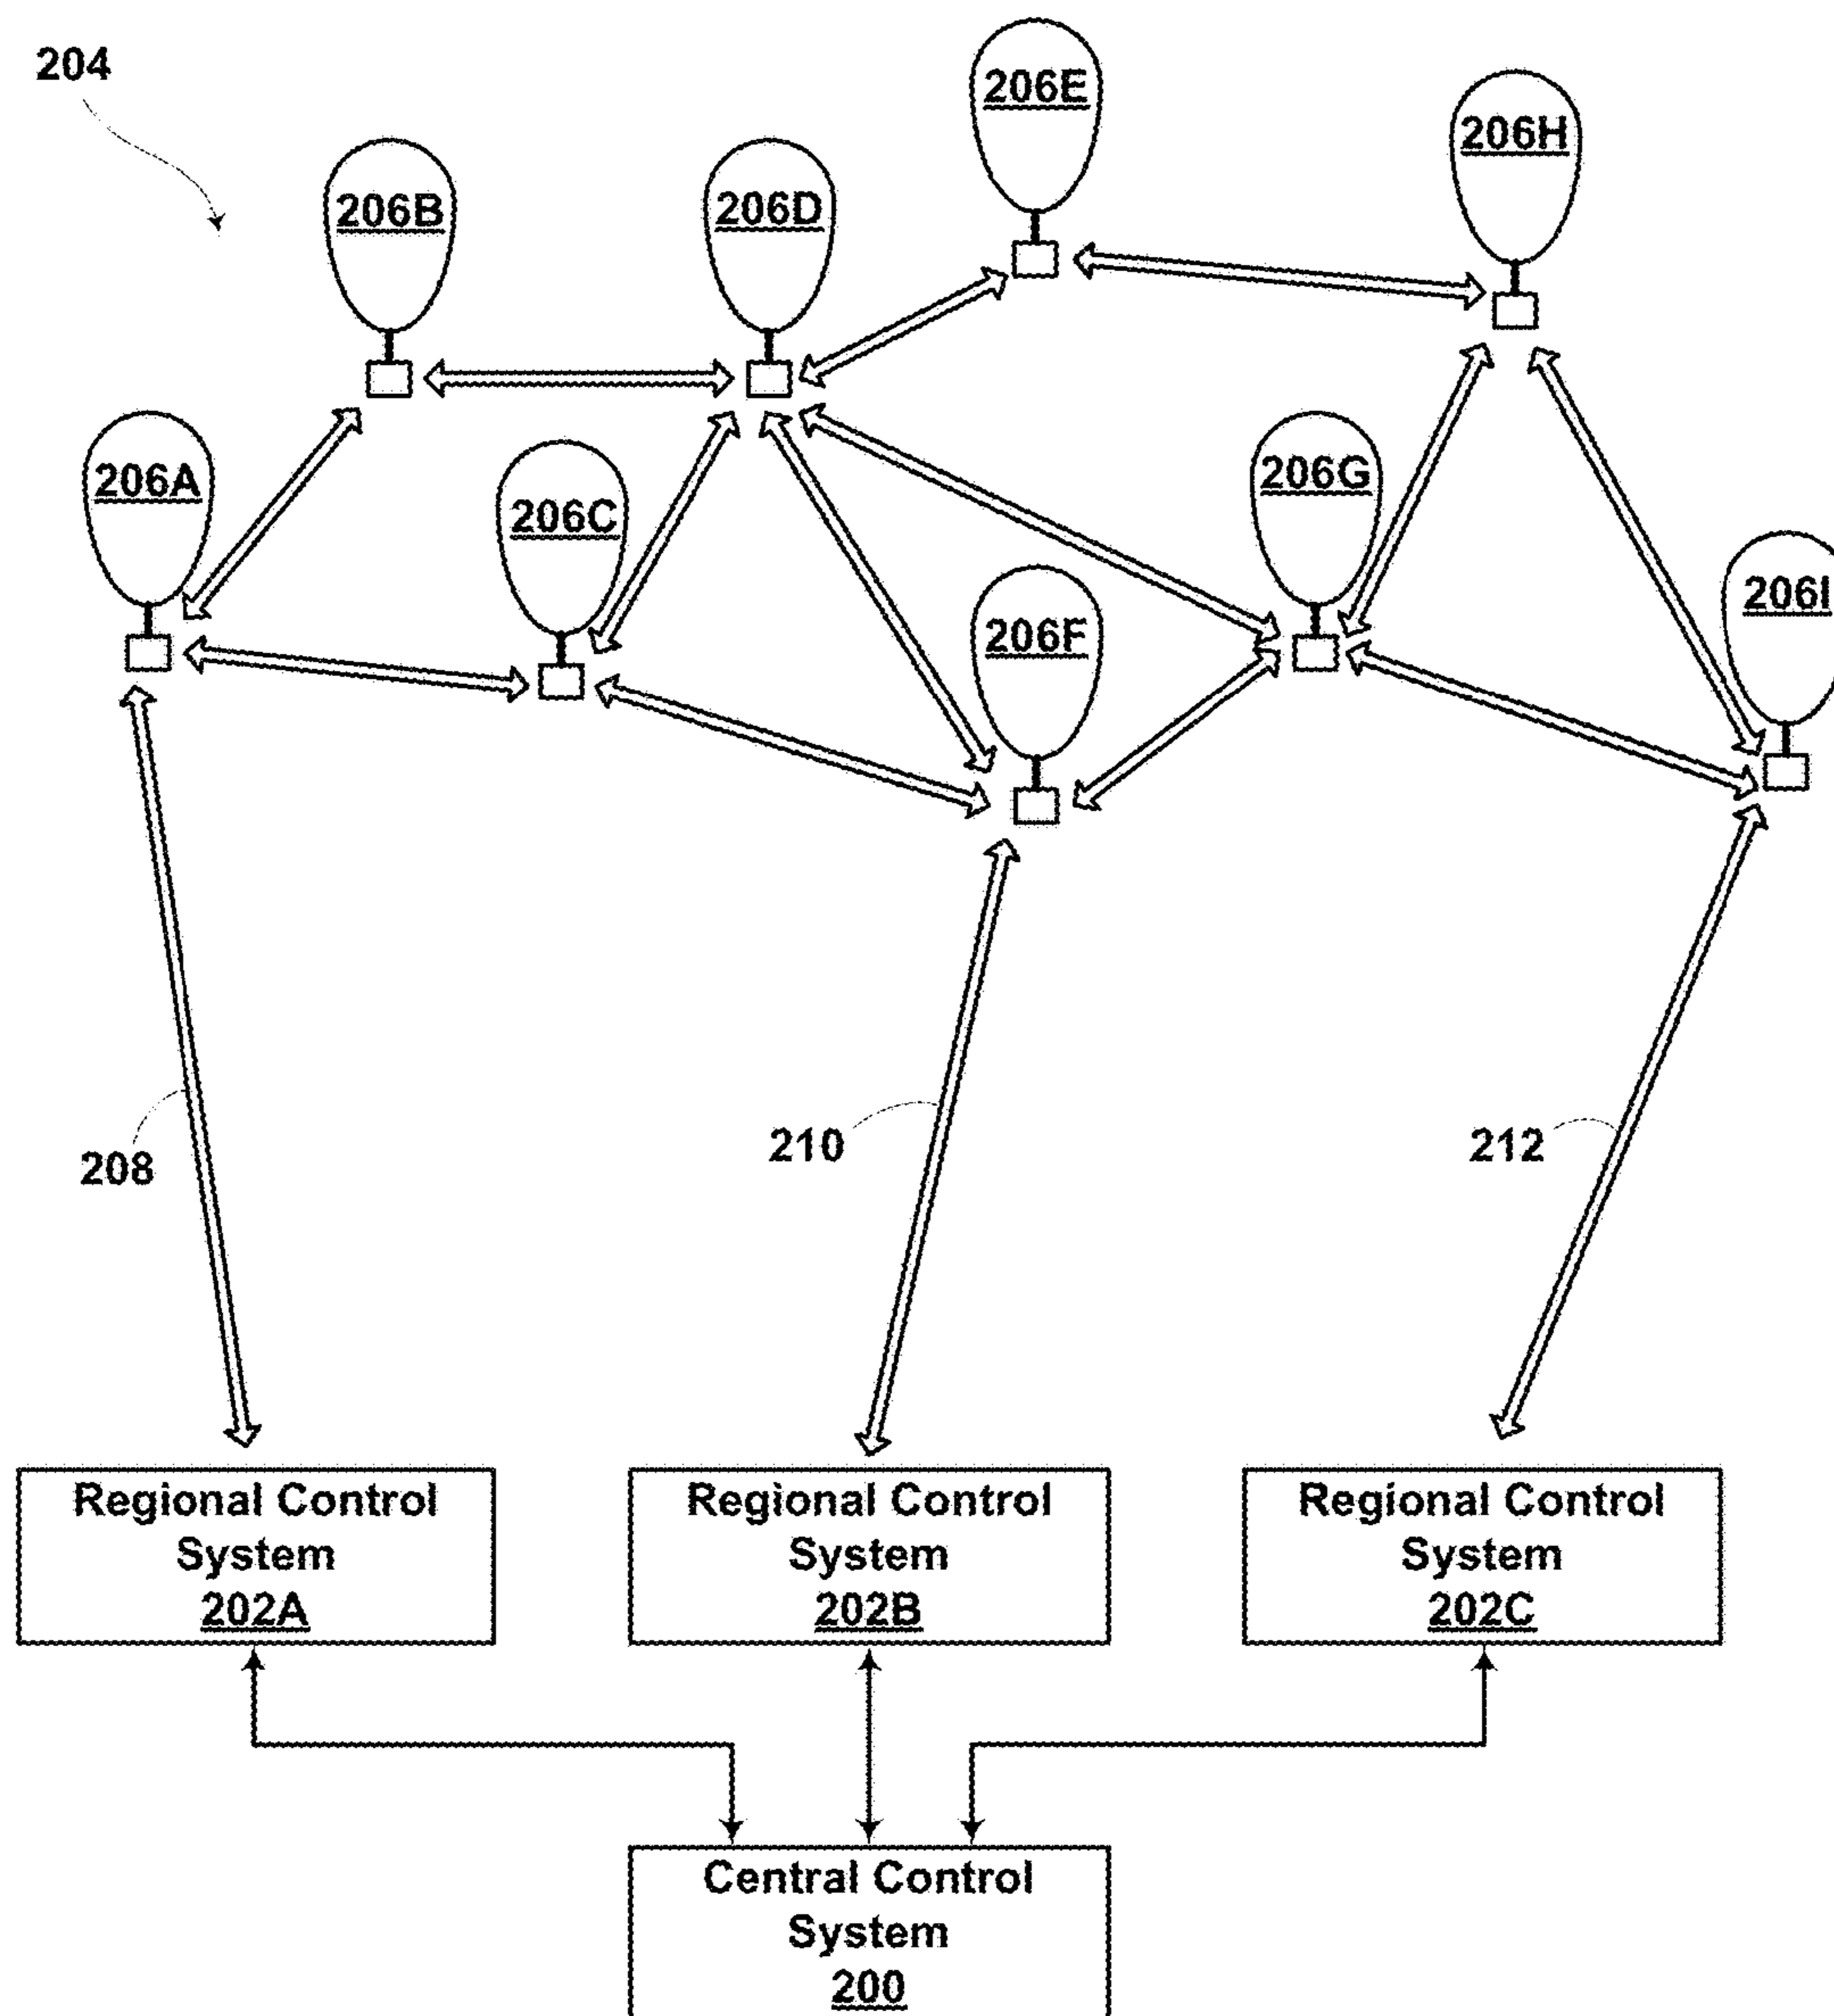 204
206E
206H
206B
206D
206A
206C
206G
206F
206I
208
210
212
Regional Control
System
202A
Regional Control
System
202B
Regional Control
System
202C
Central Control
System
200